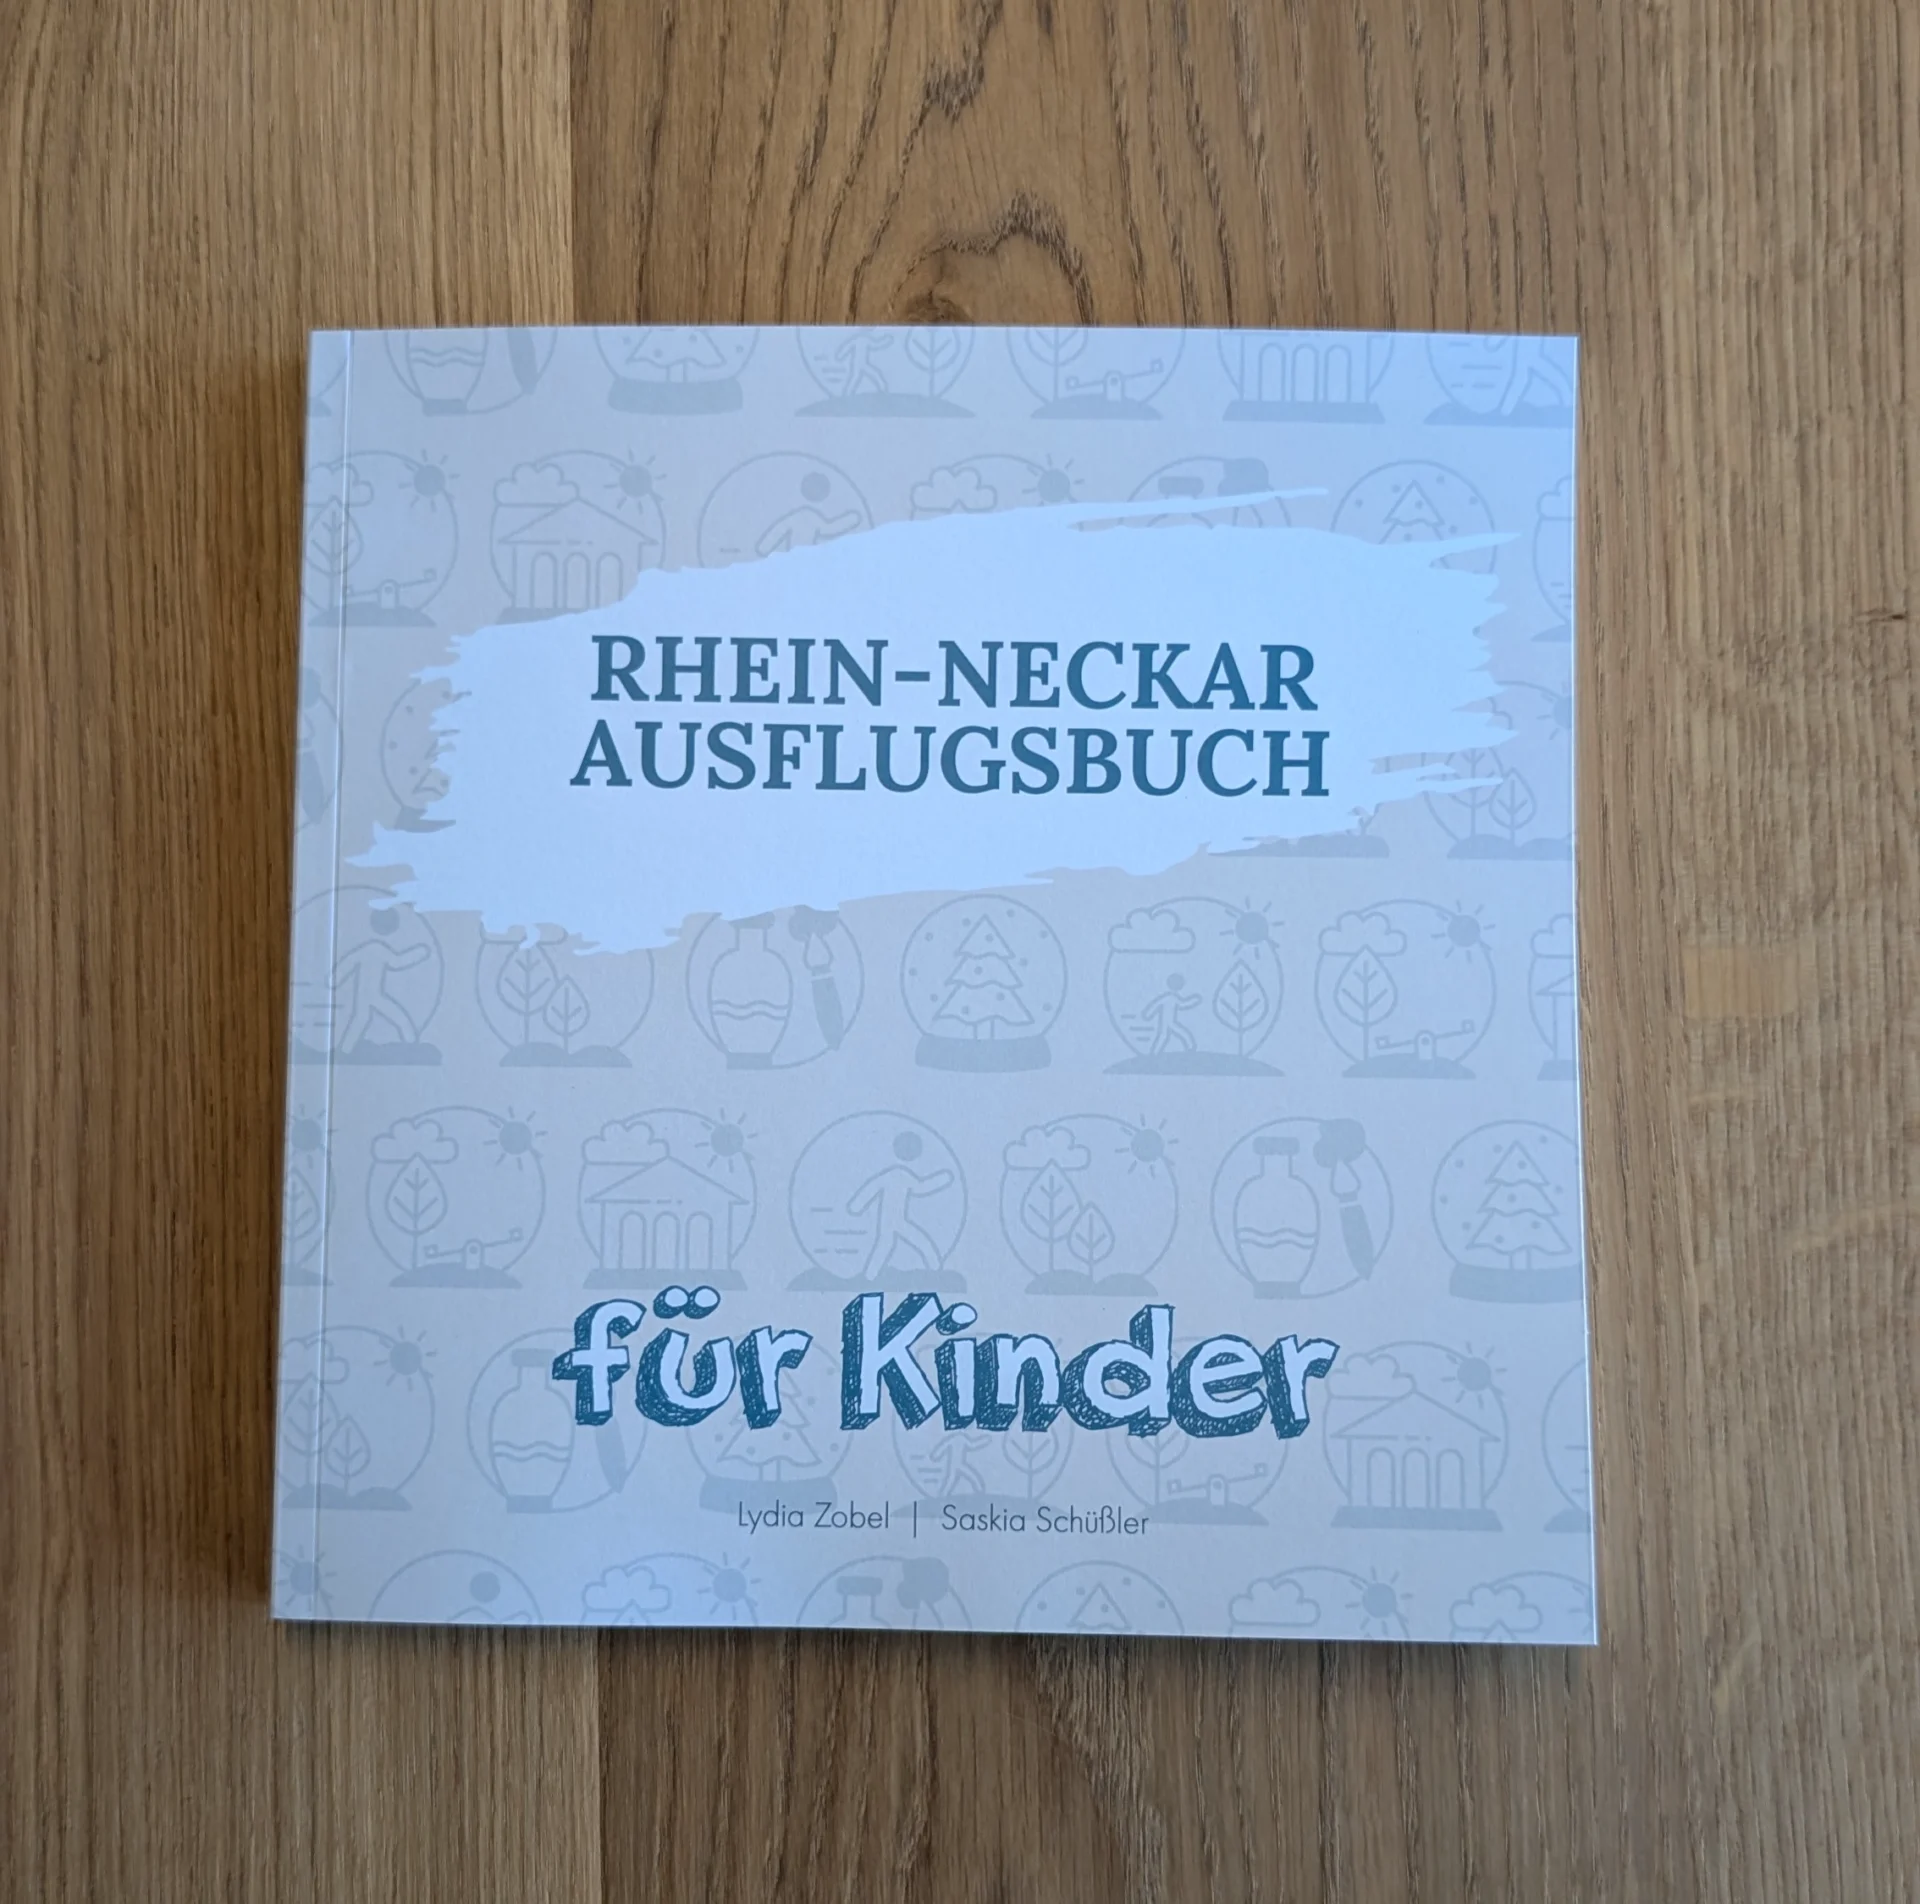 RHEIN-NECKAR
AUSFLUGSBUCH
für Kinder
Lydia Zobel | Saskia Schüßler